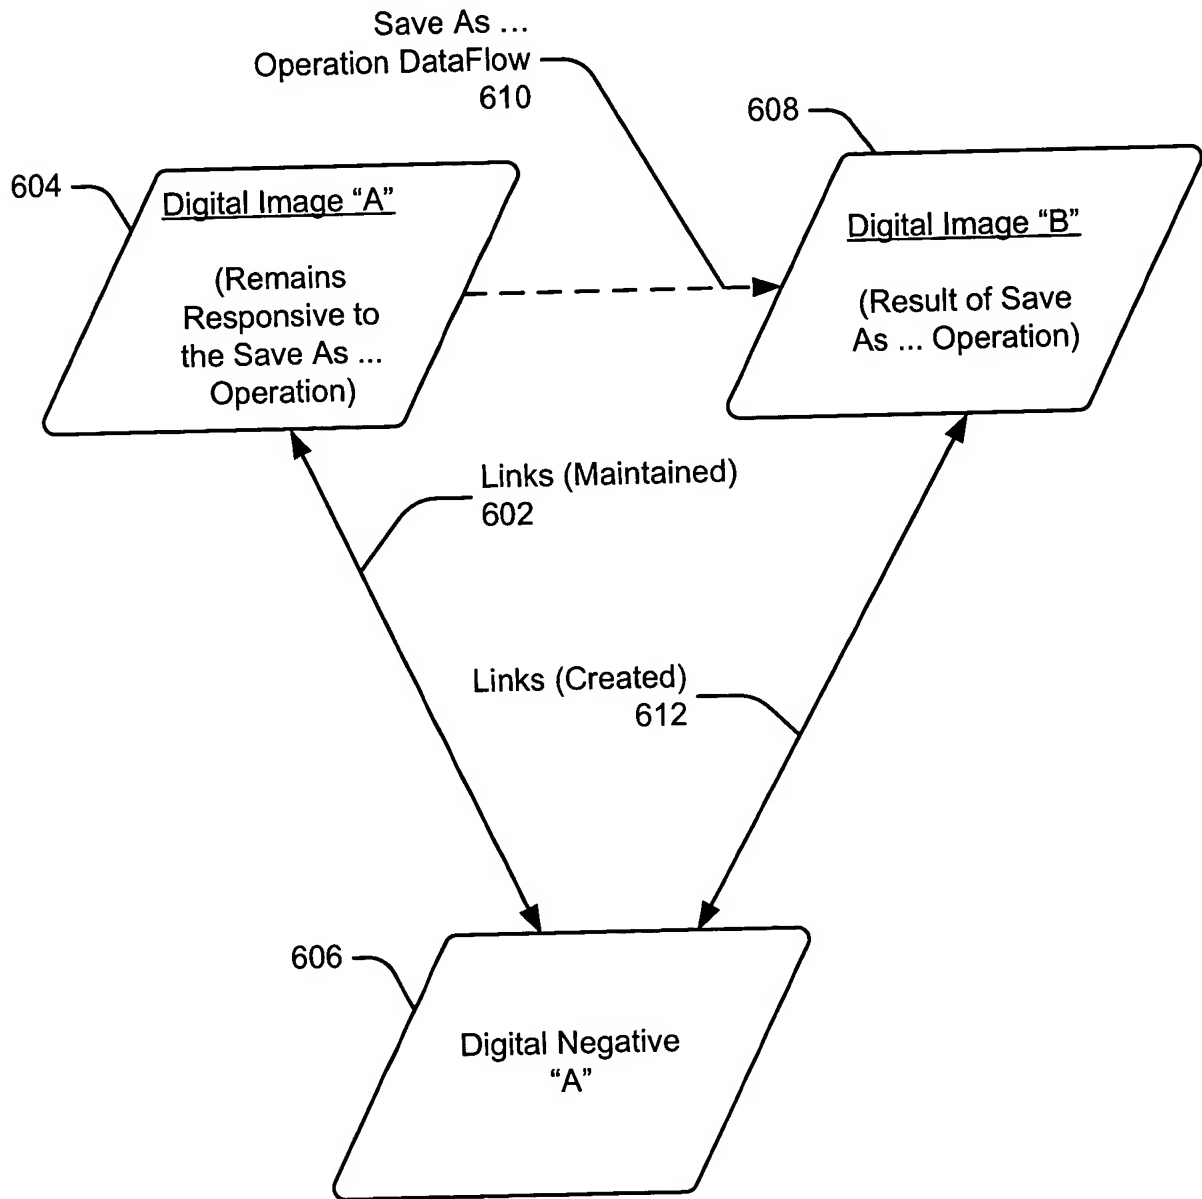 Save As ...
Operation DataFlow
610
608
604
Digital Image “A”
(Remains
Responsive to
the Save As ...
Operation)
Digital Image “B”
(Result of Save
As ... Operation)
Links (Maintained)
602
Links (Created)
612
606
Digital Negative
“A”